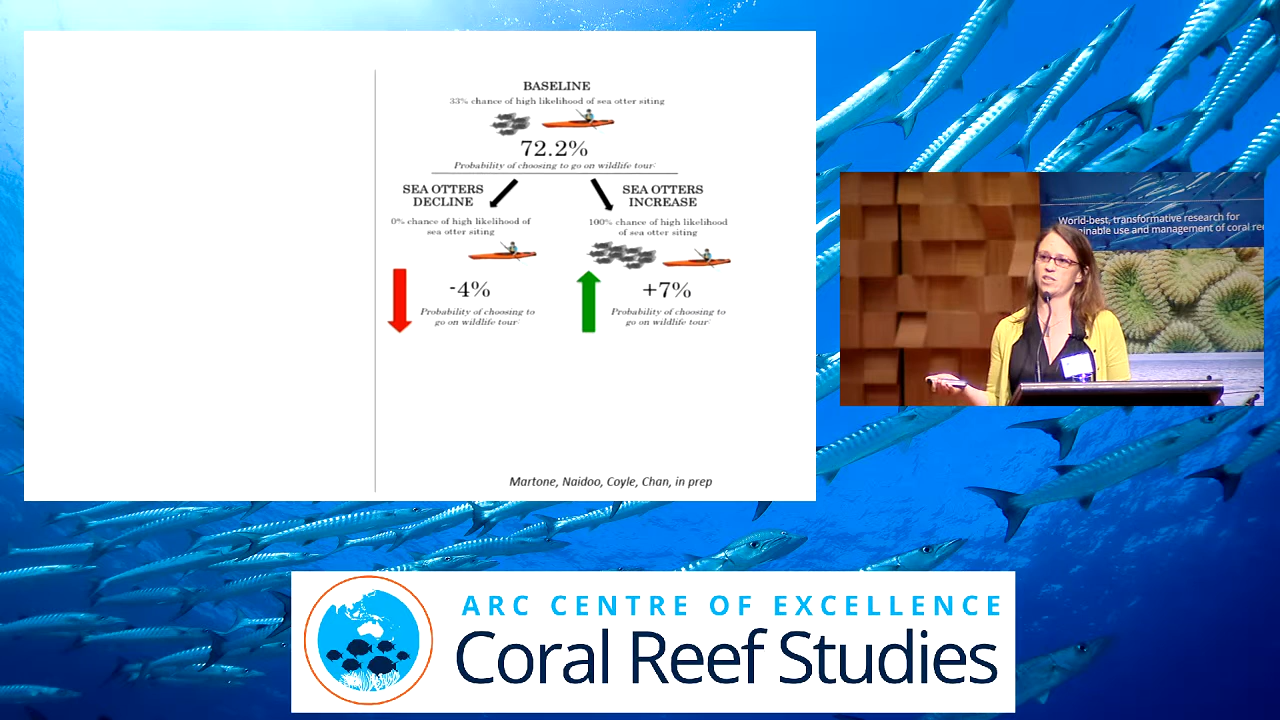 BASELINE
33% chance of high likelihood of sea otter siting
72.2%
Probability of choosing to go on wildlife tour
SEA OTTERS
DECLINE
0% chance of high likelihood of
sea otter siting
-4%
Probability of choosing to
go on wildlife tour
SEA OTTERS
INCREASE
100% chance of high likelihood
of sea otter siting
+7%
Probability of choosing to
go on wildlife tour
Martone, Naidoo, Coyle, Chan, in prep
World-best, transformative research for
ainable use and management of coral ree
ARC CENTRE OF EXCELLENCE
Coral Reef Studies